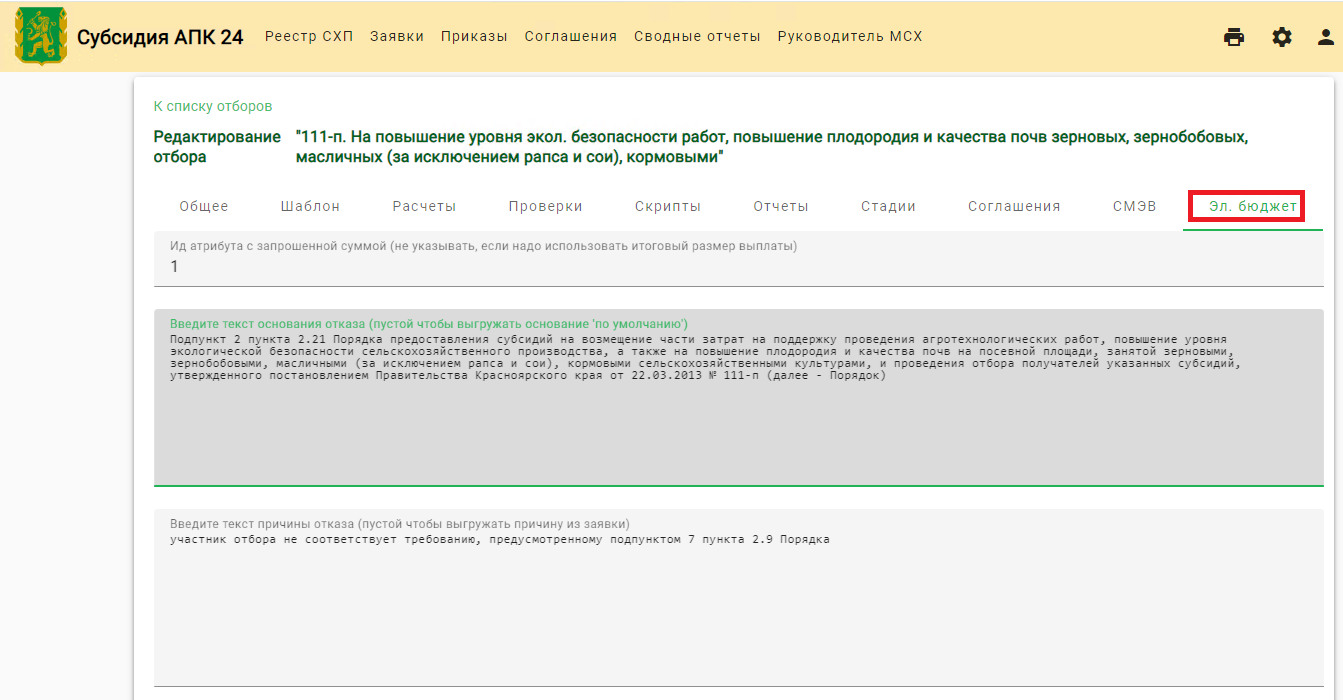 Субсидия АПК 24 Реестр СХП Заявки Приказы Соглашения Сводные отчеты Руководитель МСХ
К списку отборов
Редактирование отбора
"111-п. На повышение уровня экол. безопасности работ, повышение плодородия и качества почв зерновых, зернобобовых,
масличных (за исключением рапса и сои), кормовыми"
Общее Шаблон Расчеты Проверки Скрипты Отчеты Стадии Соглашения СМЭВ Эл. бюджет
Ид атрибута с запрошенной суммой (не указывать, если надо использовать итоговый размер выплаты)
1
Введите текст основания отказа (пустой чтобы выгружать основание 'по умолчанию')
Подпункт 2 пункта 2.21 Порядка предоставления субсидий на возмещение части затрат на поддержку проведения агротехнологических работ, повышение уровня
экологической безопасности сельскохозяйственного производства, а также на повышение плодородия и качества почв на посевной площади, занятой зерновыми,
зернобобовыми, масличными (за исключением рапса и сои), кормовыми сельскохозяйственными культурами, и проведения отбора получателей указанных субсидий,
утвержденного постановлением Правительства Красноярского края от 22.03.2013 № 111-п (далее - Порядок)
Введите текст причины отказа (пустой чтобы выгружать причину из заявки)
участник отбора не соответствует требованию, предусмотренному подпунктом 7 пункта 2.9 Порядка